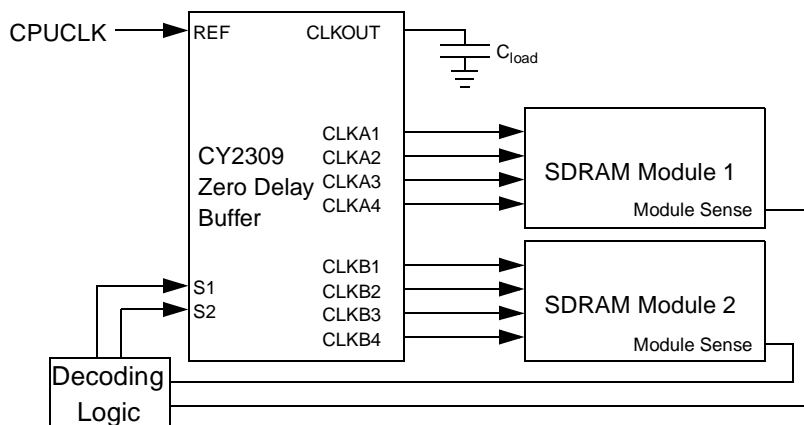 CPUCLK
REF
CLKOUT
Cload
CLKA1
CLKA2
CLKA3
CLKA4
CY2309
Zero Delay
Buffer
SDRAM Module 1
Module Sense
CLKB1
CLKB2
CLKB3
CLKB4
S1
S2
SDRAM Module 2
Module Sense
Decoding
Logic